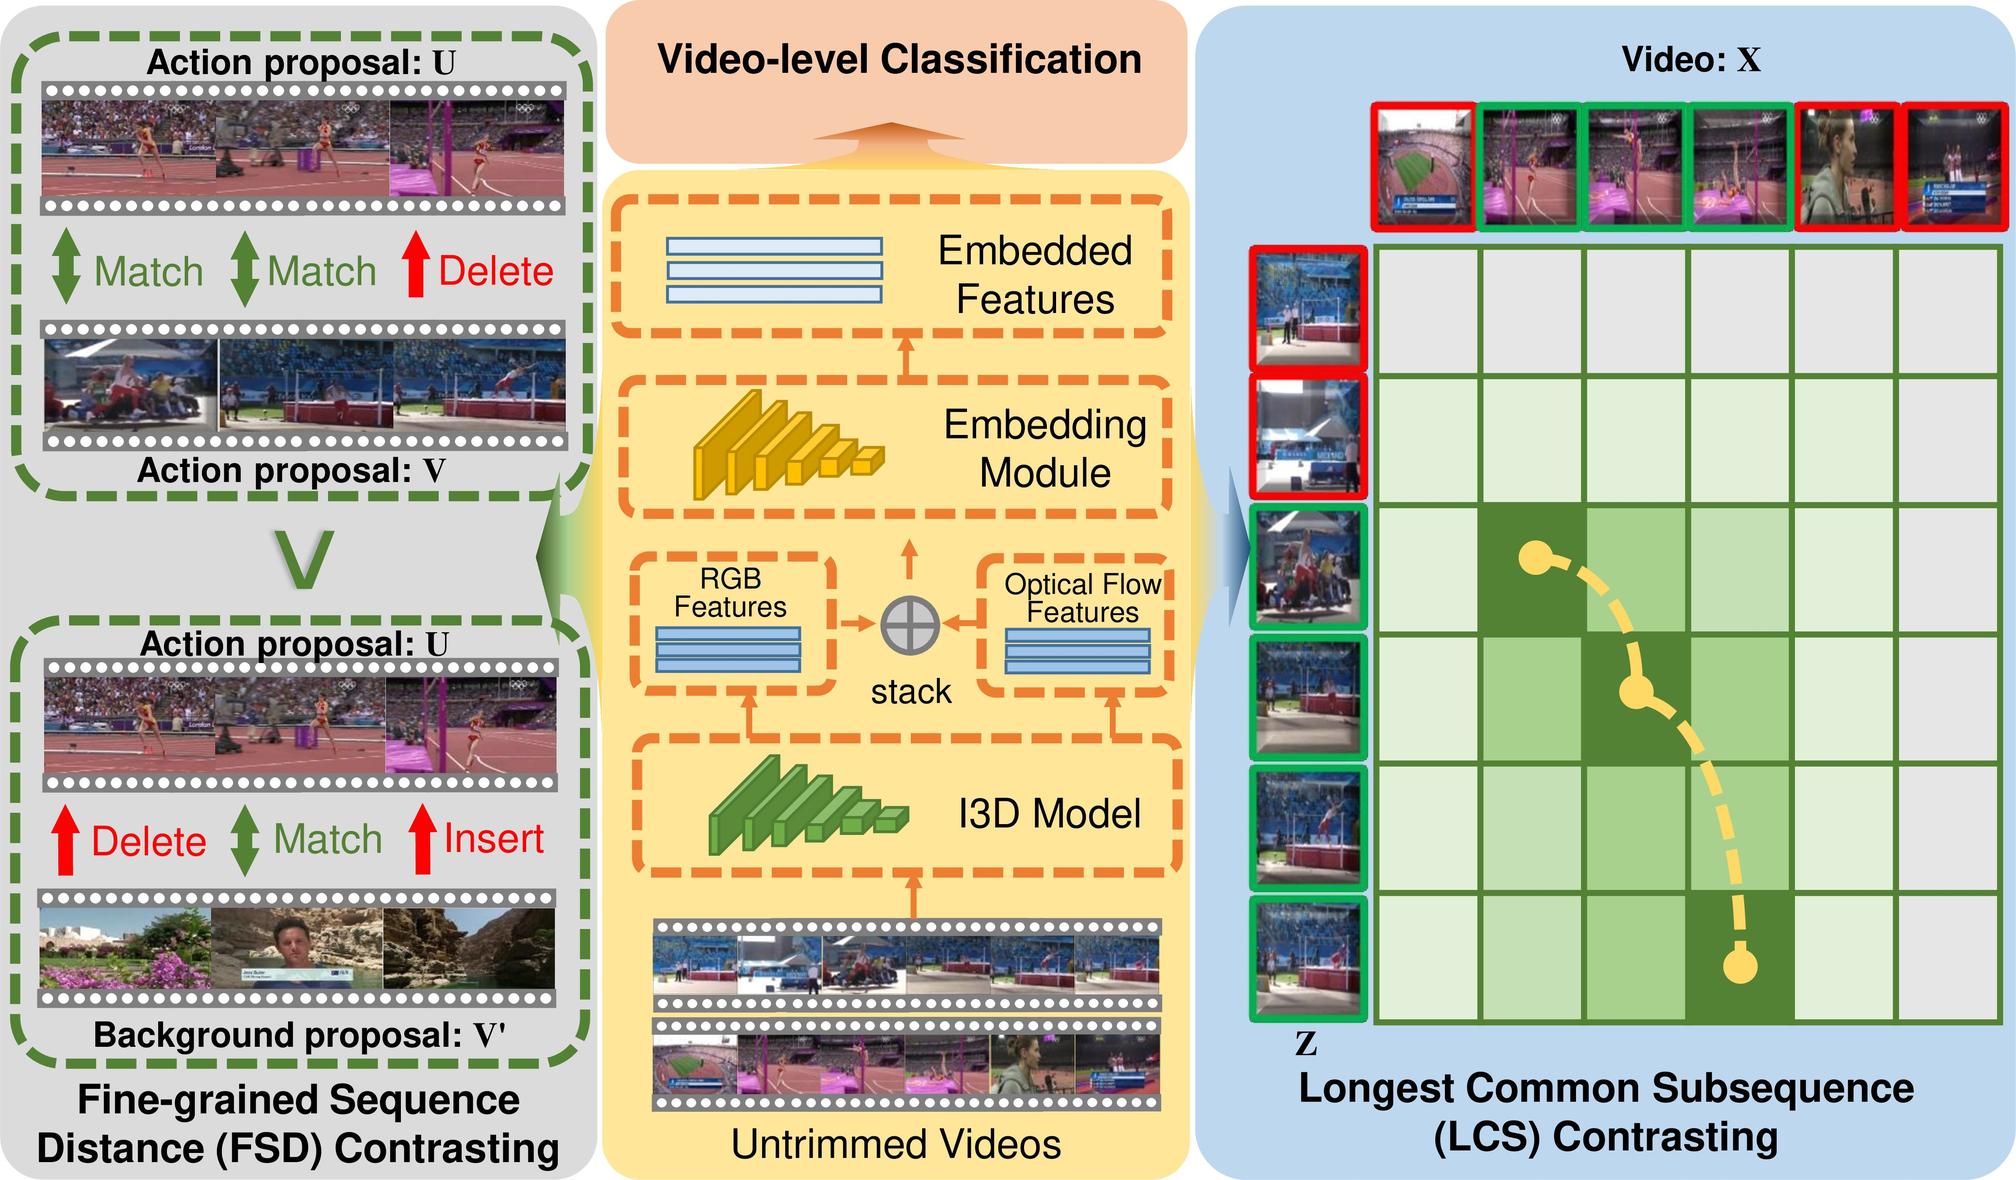 Action proposal: U
Match
Match
Delete
Action proposal: V
V
Action proposal: U
Delete
Match
Insert
Background proposal: V'
Fine-grained Sequence
Distance (FSD) Contrasting
Video-level Classification
Embedded
Features
Embedding
Module
RGB
Features
Optical Flow
Features
stack
I3D Model
Untrimmed Videos
Video: X
Z
Longest Common Subsequence
(LCS) Contrasting